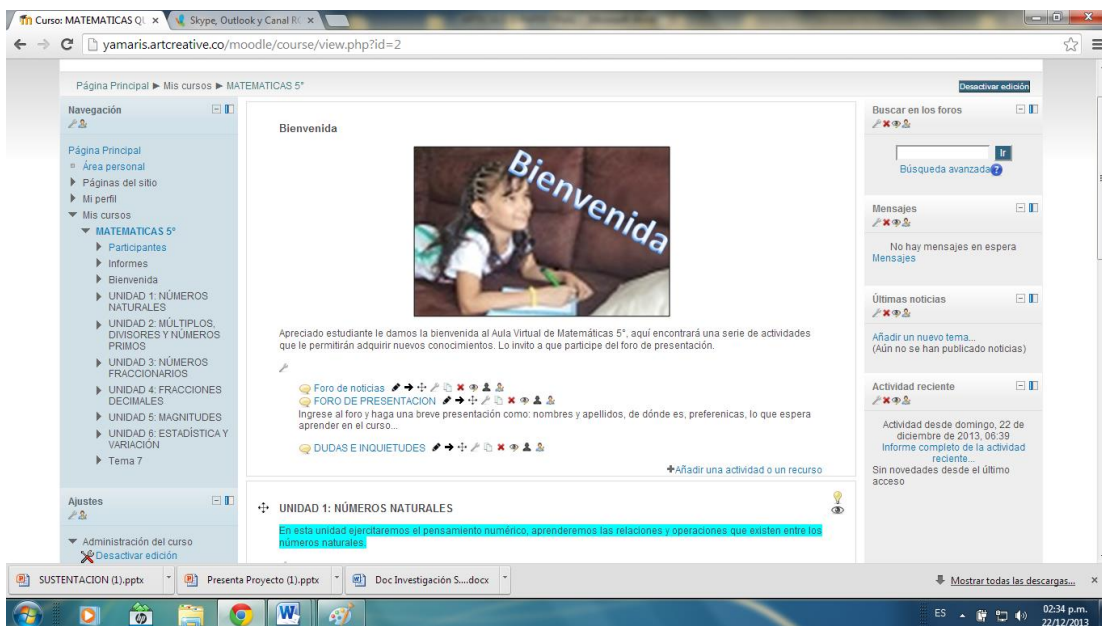 Curso: MATEMATICAS QU
Skype, Outlook y Canal RC
yamaris.artcreative.co/moodle/course/view.php?id=2
Página Principal ► Mis cursos ► MATEMATICAS 5°
Desactivar edición
Navegación
Página Principal
Área personal
Páginas del sitio
Mi perfil
Mis cursos
MATEMATICAS 5°
Participantes
Informes
Bienvenida
UNIDAD 1: NÚMEROS
NATURALES
UNIDAD 2: MÚLTIPLOS,
DIVISORES Y NÚMEROS
PRIMOS
UNIDAD 3: NÚMEROS
FRACCIONARIOS
UNIDAD 4: FRACCIONES
DECIMALES
UNIDAD 5: MAGNITUDES
UNIDAD 6: ESTADÍSTICA Y
VARIACIÓN
Tema 7
Ajustes
Administración del curso
Desactivar edición
Bienvenida
Bienvenida
Apreciado estudiante le damos la bienvenida al Aula Virtual de Matemáticas 5°, aquí encontrará una serie de actividades
que le permitirán adquirir nuevos conocimientos. Lo invito a que participe del foro de presentación.
Foro de noticias
FORO DE PRESENTACION
Ingrese al foro y haga una breve presentación como: nombres y apellidos, de dónde es, preferenicas, lo que espera
aprender en el curso...
DUDAS E INQUIETUDES
+Añadir una actividad o un recurso
UNIDAD 1: NÚMEROS NATURALES
En esta unidad ejercitaremos el pensamiento numérico, aprenderemos las relaciones y operaciones que existen entre los
números naturales.
Buscar en los foros
Ir
Búsqueda avanzada
Mensajes
No hay mensajes en espera
Mensajes
Últimas noticias
Añadir un nuevo tema...
(Aún no se han publicado noticias)
Actividad reciente
Actividad desde domingo, 22 de
diciembre de 2013, 06:39
Informe completo de la actividad
reciente...
Sin novedades desde el último
acceso
SUSTENTACION (1).pptx
Presenta Proyecto (1).pptx
Doc Investigación S....docx
Mostrar todas las descargas...
ES
02:34 p.m.
22/12/2013